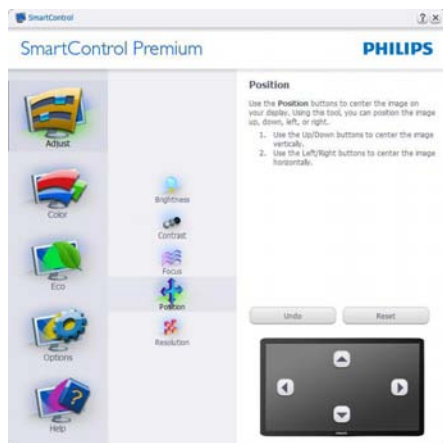 SmartControl
SmartControl Premium
PHILIPS
Adjust
Color
Eco
Options
Help
Brightness
Contrast
Focus
Position
Resolution
Position
Use the Position buttons to center the image on
your display. Using this tool, you can position the image
up, down, left, or right.
1. Use the Up/Down buttons to center the image
vertically.
2. Use the Left/Right buttons to center the image
horizontally.
Undo
Reset